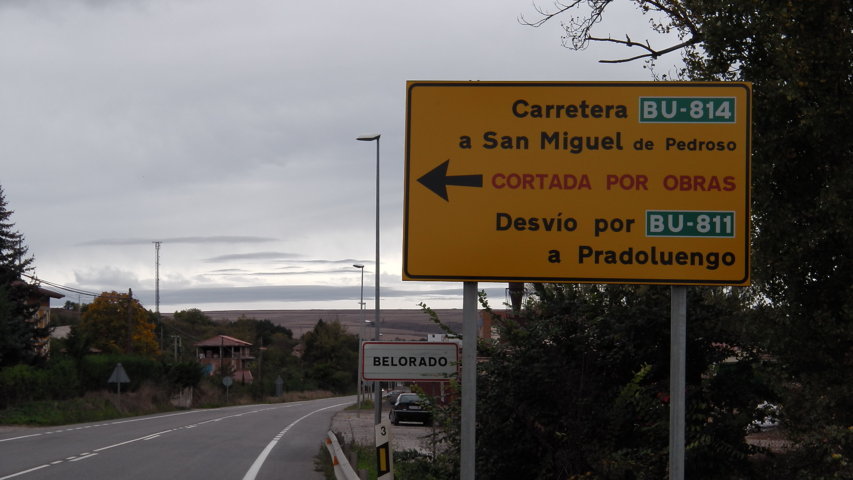 Carretera BU-814
a San Miguel de Pedroso
CORTADA POR OBRAS
Desvío por BU-811
a Pradoluengo
BELORADO
3